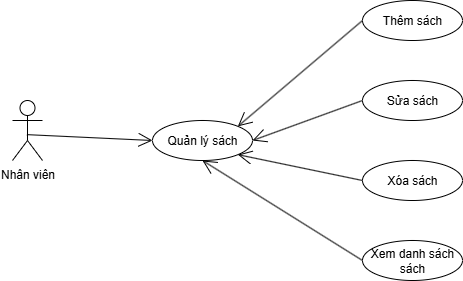 Thêm sách
Sửa sách
Quản lý sách
Nhân viên
Xóa sách
Xem danh sách
sách